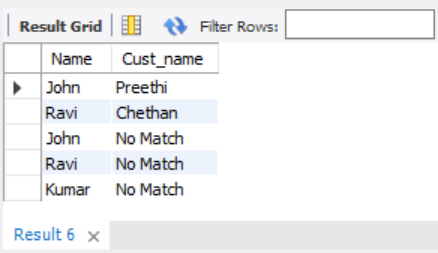 Result Grid Filter Rows:
Name Cust_name
John Preethi
Ravi Chethan
John No Match
Ravi No Match
Kumar No Match
Result 6 ×